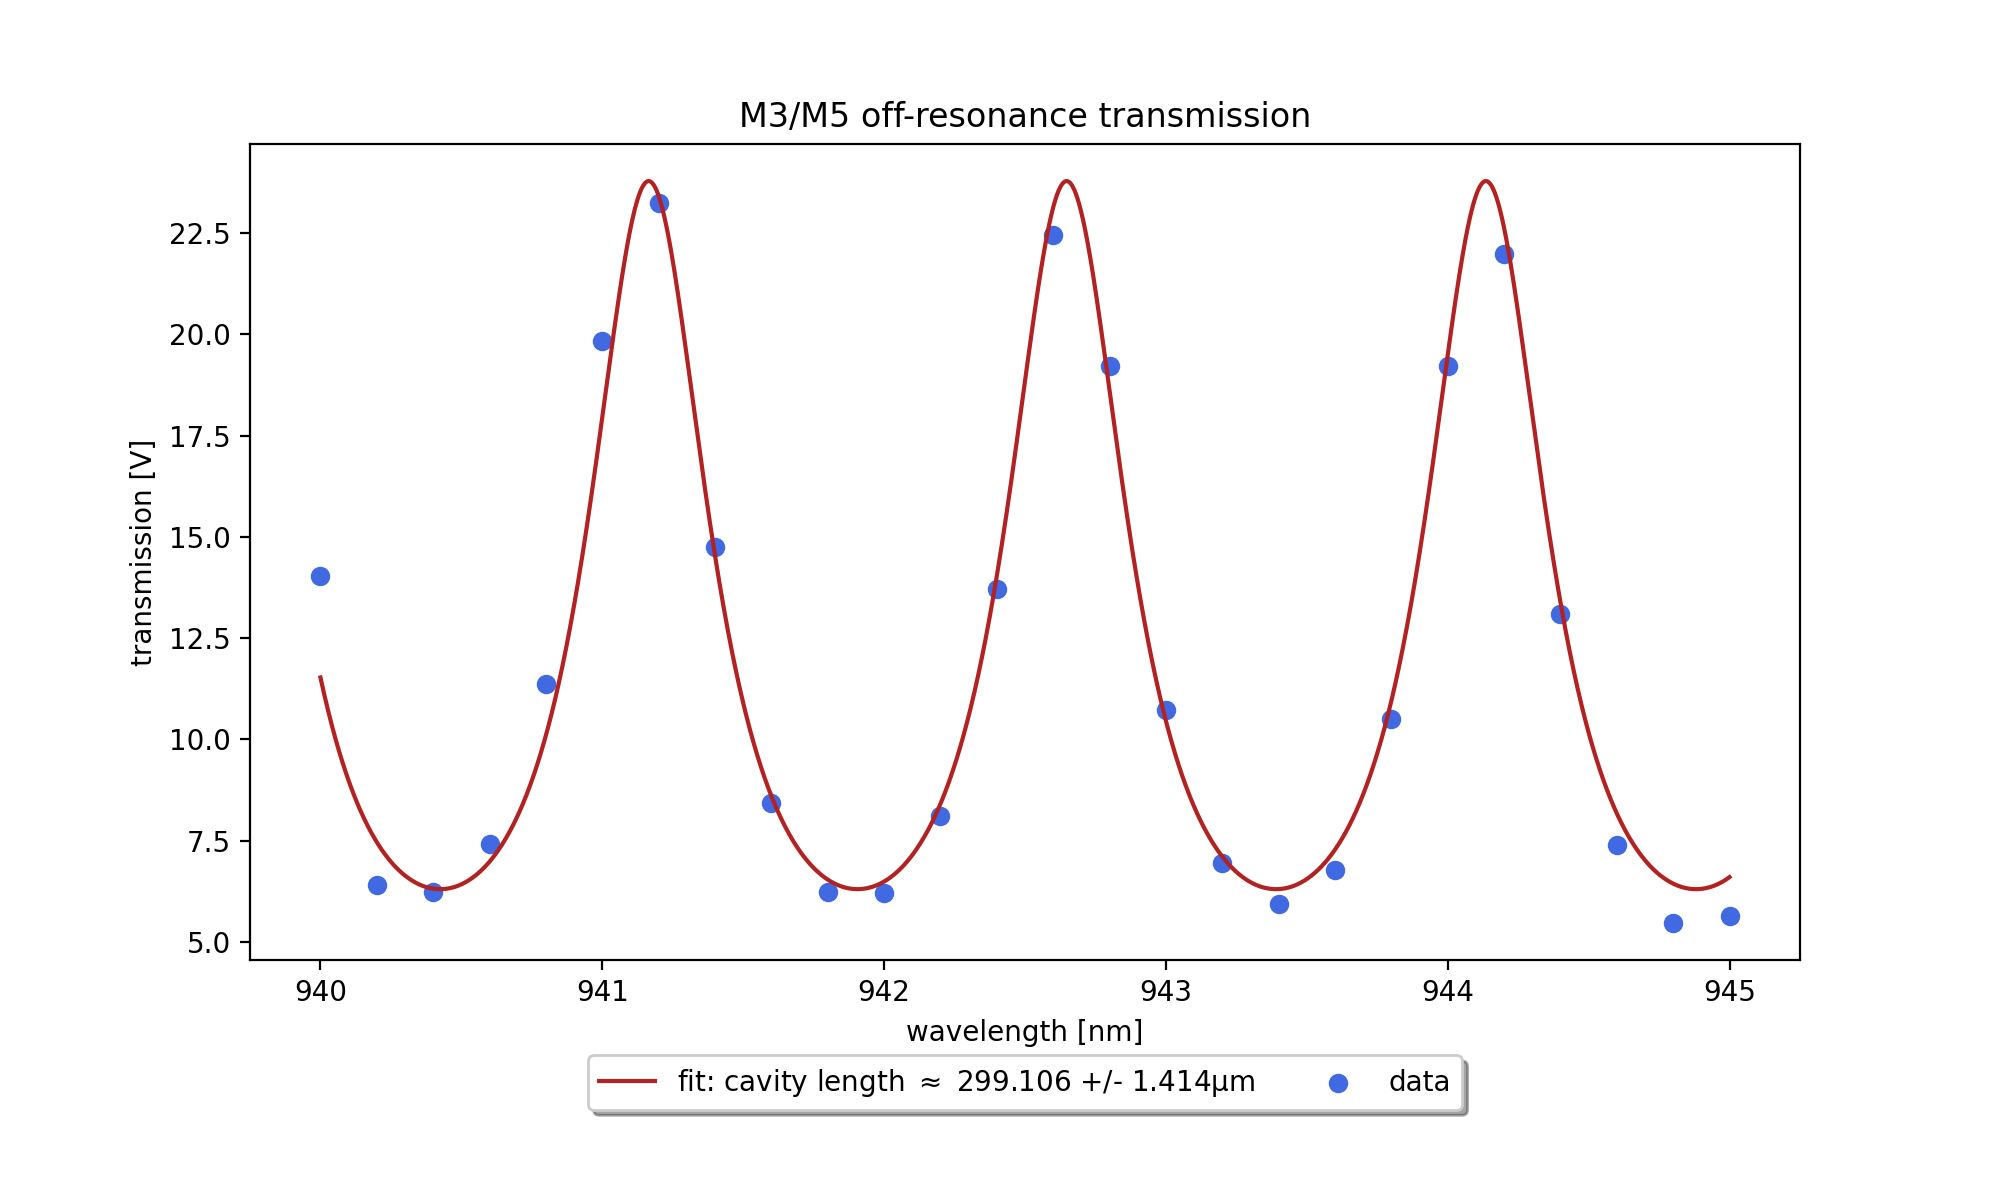 M3/M5 off-resonance transmission
transmission [V]
22.5
20.0
17.5
15.0
12.5
10.0
7.5
5.0
940 941 942 943 944 945
wavelength [nm]
fit: cavity length ≈ 299.106 +/- 1.414μm data